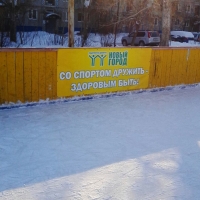 НОВЫЙ
ГОРОД
СО СПОРТОМ ДРУЖИТЬ -
ЗДОРОВЫМ БЫТЬ!